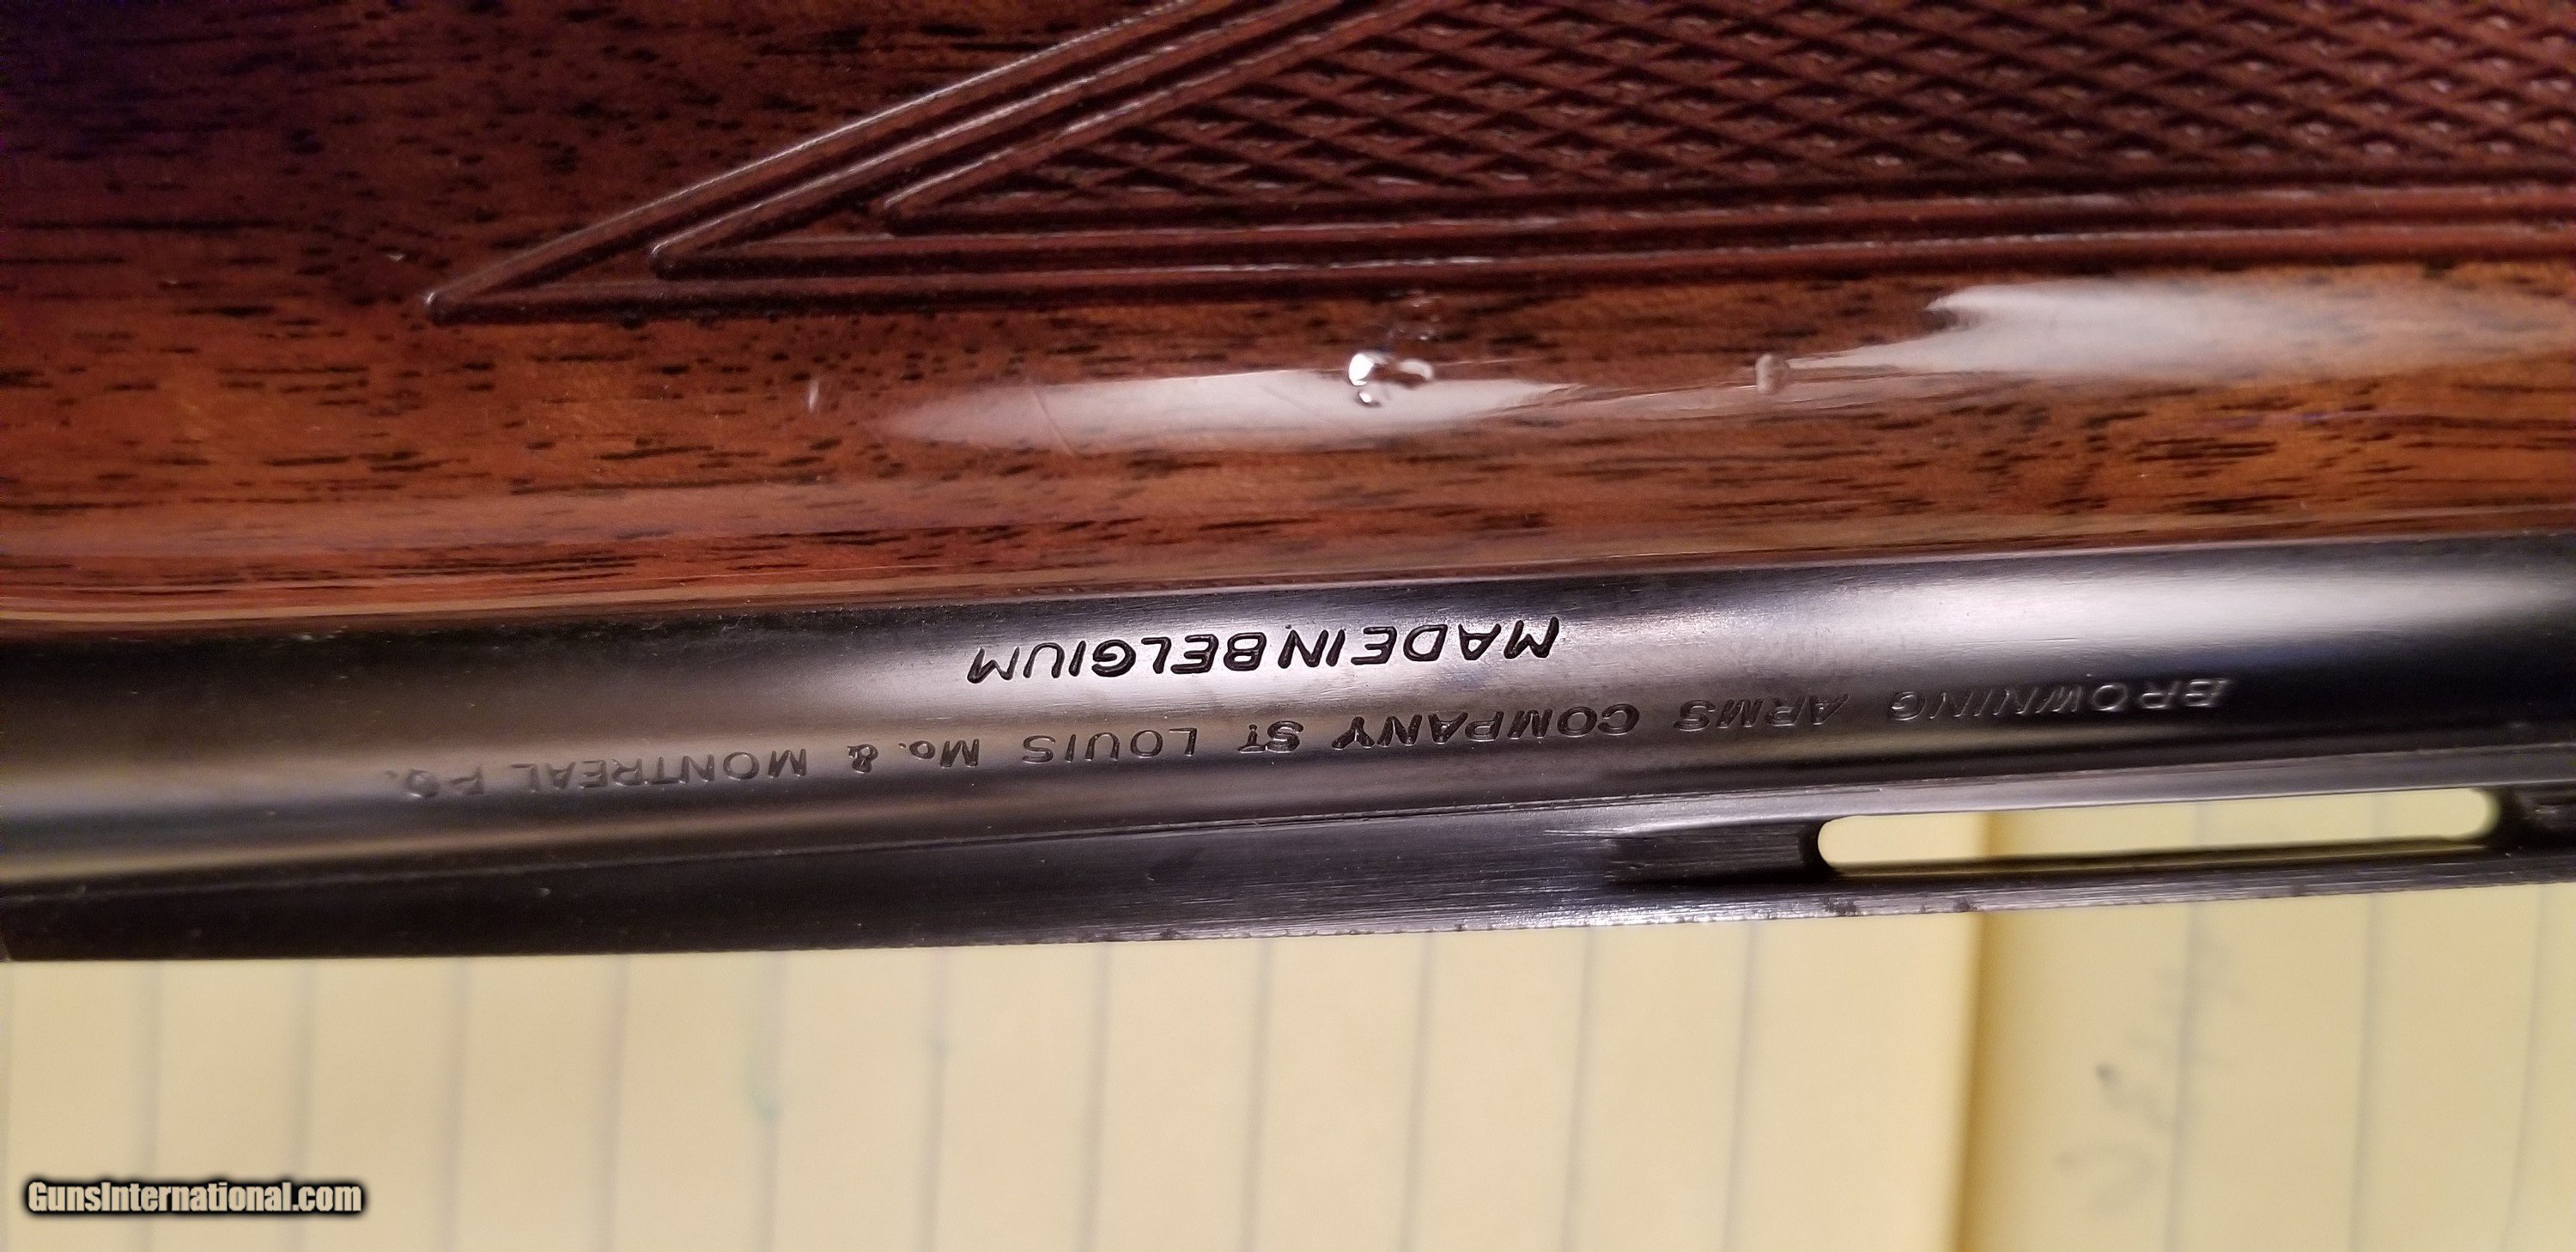 BROWNING ARMS COMPANY ST LOUIS Mo. & MONTREAL P.Q.
MADE IN BELGIUM
GunsInternational.com